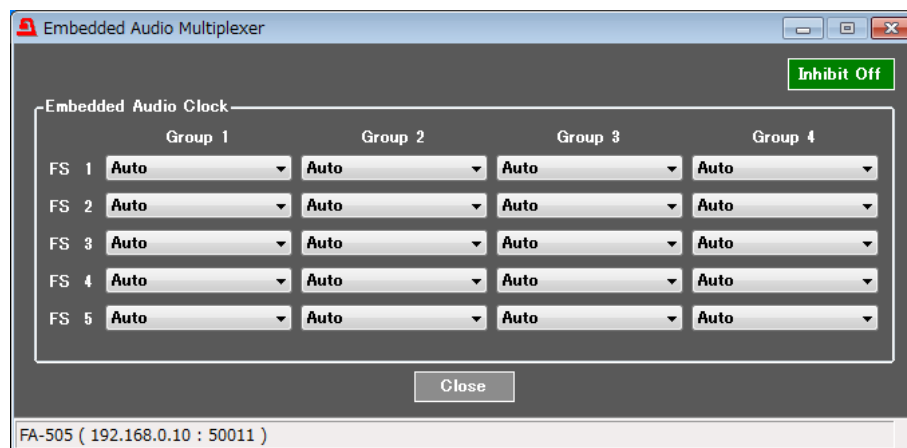 Embedded Audio Multiplexer
Inhibit Off
Embedded Audio Clock
Group 1 Group 2 Group 3 Group 4
FS 1 Auto Auto Auto Auto
FS 2 Auto Auto Auto Auto
FS 3 Auto Auto Auto Auto
FS 4 Auto Auto Auto Auto
FS 5 Auto Auto Auto Auto
Close
FA-505 ( 192.168.0.10 : 50011 )